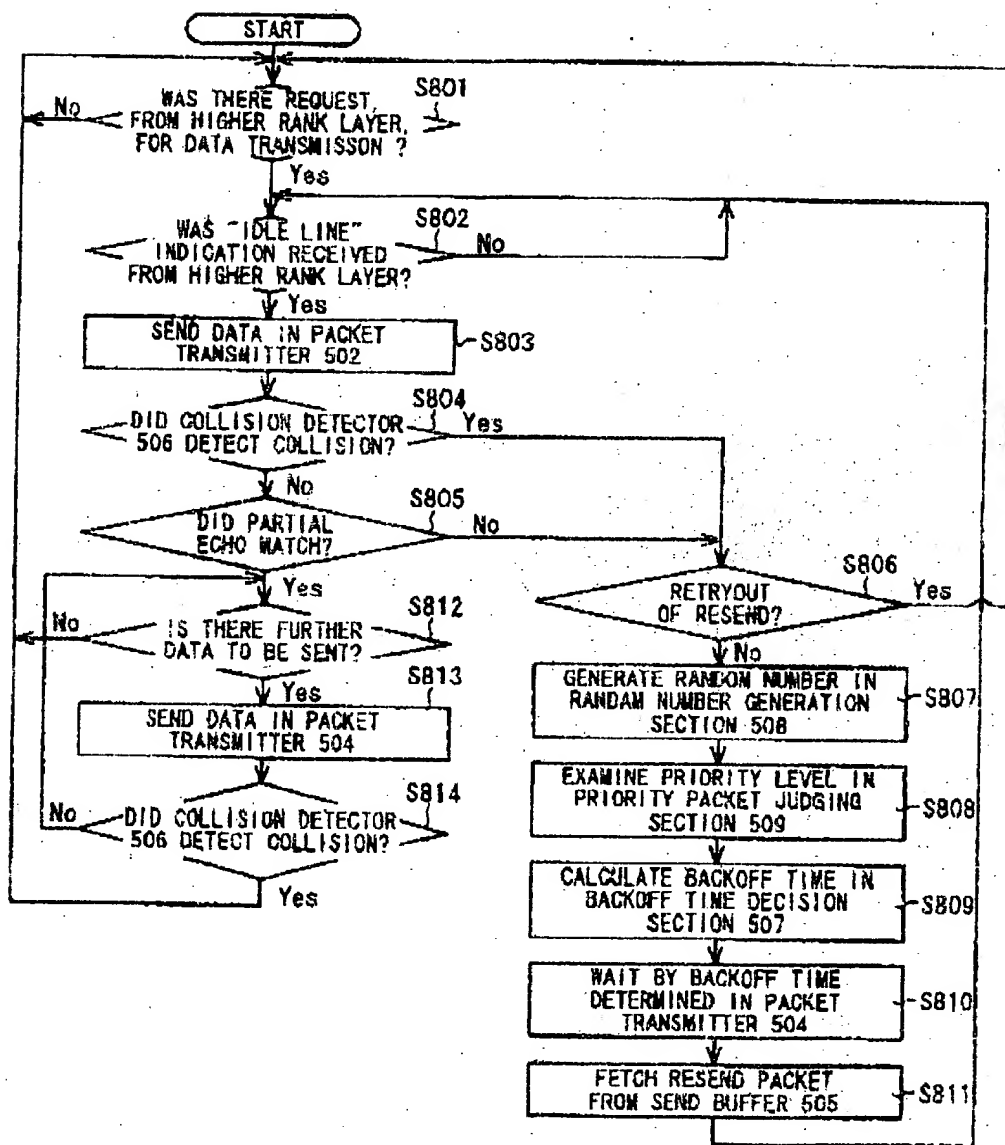 START
S801
No
WAS THERE REQUEST,
FROM HIGHER RANK LAYER,
FOR DATA TRANSMISSON ?
Yes
S802
WAS "IDLE LINE"
INDICATION RECEIVED
FROM HIGHER RANK LAYER?
No
Yes
SEND DATA IN PACKET
TRANSMITTER 502
S803
S804
DID COLLISION DETECTOR
506 DETECT COLLISION?
Yes
No
S805
DID PARTIAL
ECHO MATCH?
No
Yes
S806
RETRYOUT
OF RESEND?
Yes
No
S812
No
IS THERE FURTHER
DATA TO BE SENT?
Yes
S813
SEND DATA IN PACKET
TRANSMITTER 504
S814
No
DID COLLISION DETECTOR
506 DETECT COLLISION?
Yes
GENERATE RANDOM NUMBER IN
RANDAM NUMBER GENERATION
SECTION 508
S807
EXAMINE PRIORITY LEVEL IN
PRIORITY PACKET JUDGING
SECTION 509
S808
CALCULATE BACKOFF TIME IN
BACKOFF TIME DECISION
SECTION 507
S809
WAIT BY BACKOFF TIME
DETERMINED IN PACKET
TRANSMITTER 504
S810
FETCH RESEND PACKET
FROM SEND BUFFER 505
S811